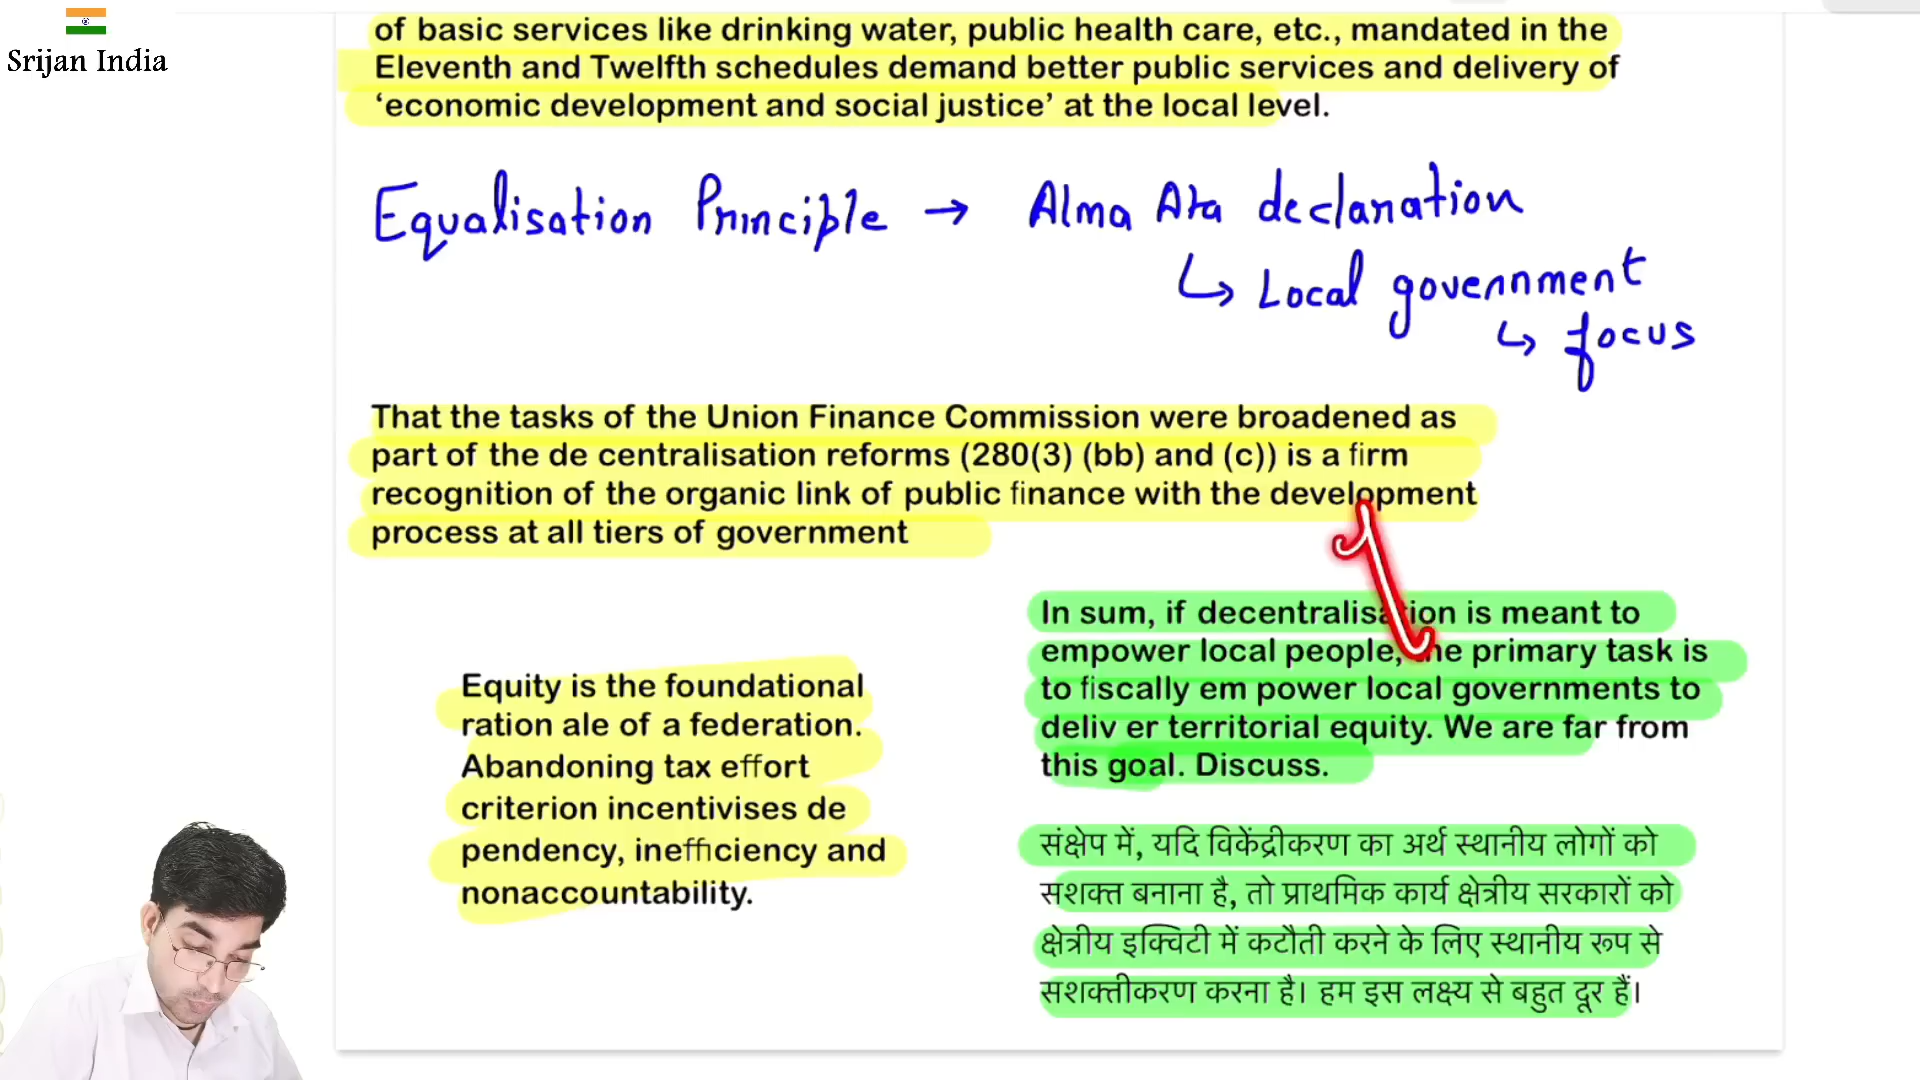 Srijan India
of basic services like drinking water, public health care, etc., mandated in the
Eleventh and Twelfth schedules demand better public services and delivery of
‘economic development and social justice’ at the local level.
Equalisation Principle → Alma Ata declaration
↳ Local government
↳ focus
That the tasks of the Union Finance Commission were broadened as
part of the de centralisation reforms (280(3) (bb) and (c)) is a firm
recognition of the organic link of public finance with the development
process at all tiers of government
Equity is the foundational
ration ale of a federation.
Abandoning tax effort
criterion incentivises de
pendency, inefficiency and
nonaccountability.
In sum, if decentralisation is meant to
empower local people, the primary task is
to fiscally em power local governments to
deliv er territorial equity. We are far from
this goal. Discuss.
संक्षेप में, यदि विकेंद्रीकरण का अर्थ स्थानीय लोगों को
सशक्त बनाना है, तो प्राथमिक कार्य क्षेत्रीय सरकारों को
क्षेत्रीय इक्विटी में कटौती करने के लिए स्थानीय रूप से
सशक्तीकरण करना है। हम इस लक्ष्य से बहुत दूर हैं।